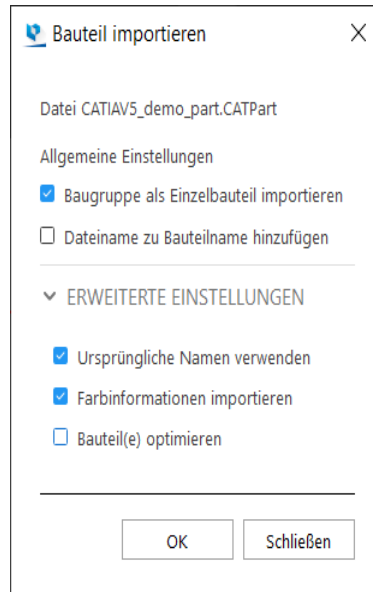 Bauteil importieren
Datei CATIAV5_demo_part.CATPart
Allgemeine Einstellungen
Baugruppe als Einzelbauteil importieren
Dateiname zu Bauteilname hinzufügen
ERWEITERTE EINSTELLUNGEN
Ursprüngliche Namen verwenden
Farbinformationen importieren
Bauteil(e) optimieren
OK
Schließen